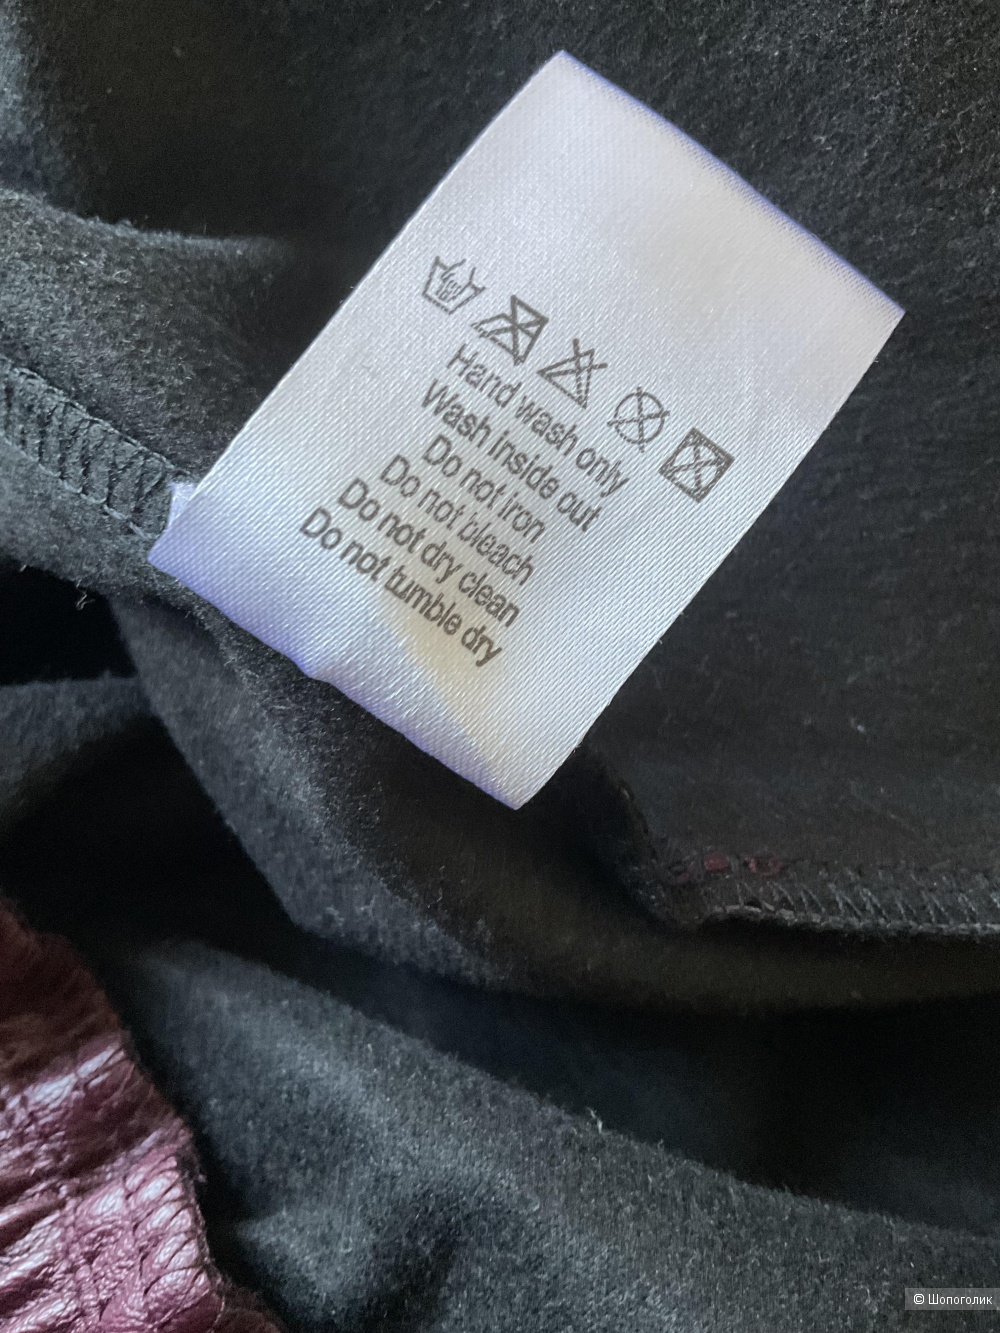 Hand wash only
Wash inside out
Do not iron
Do not bleach
Do not dry clean
Do not tumble dry
© Шопоголик